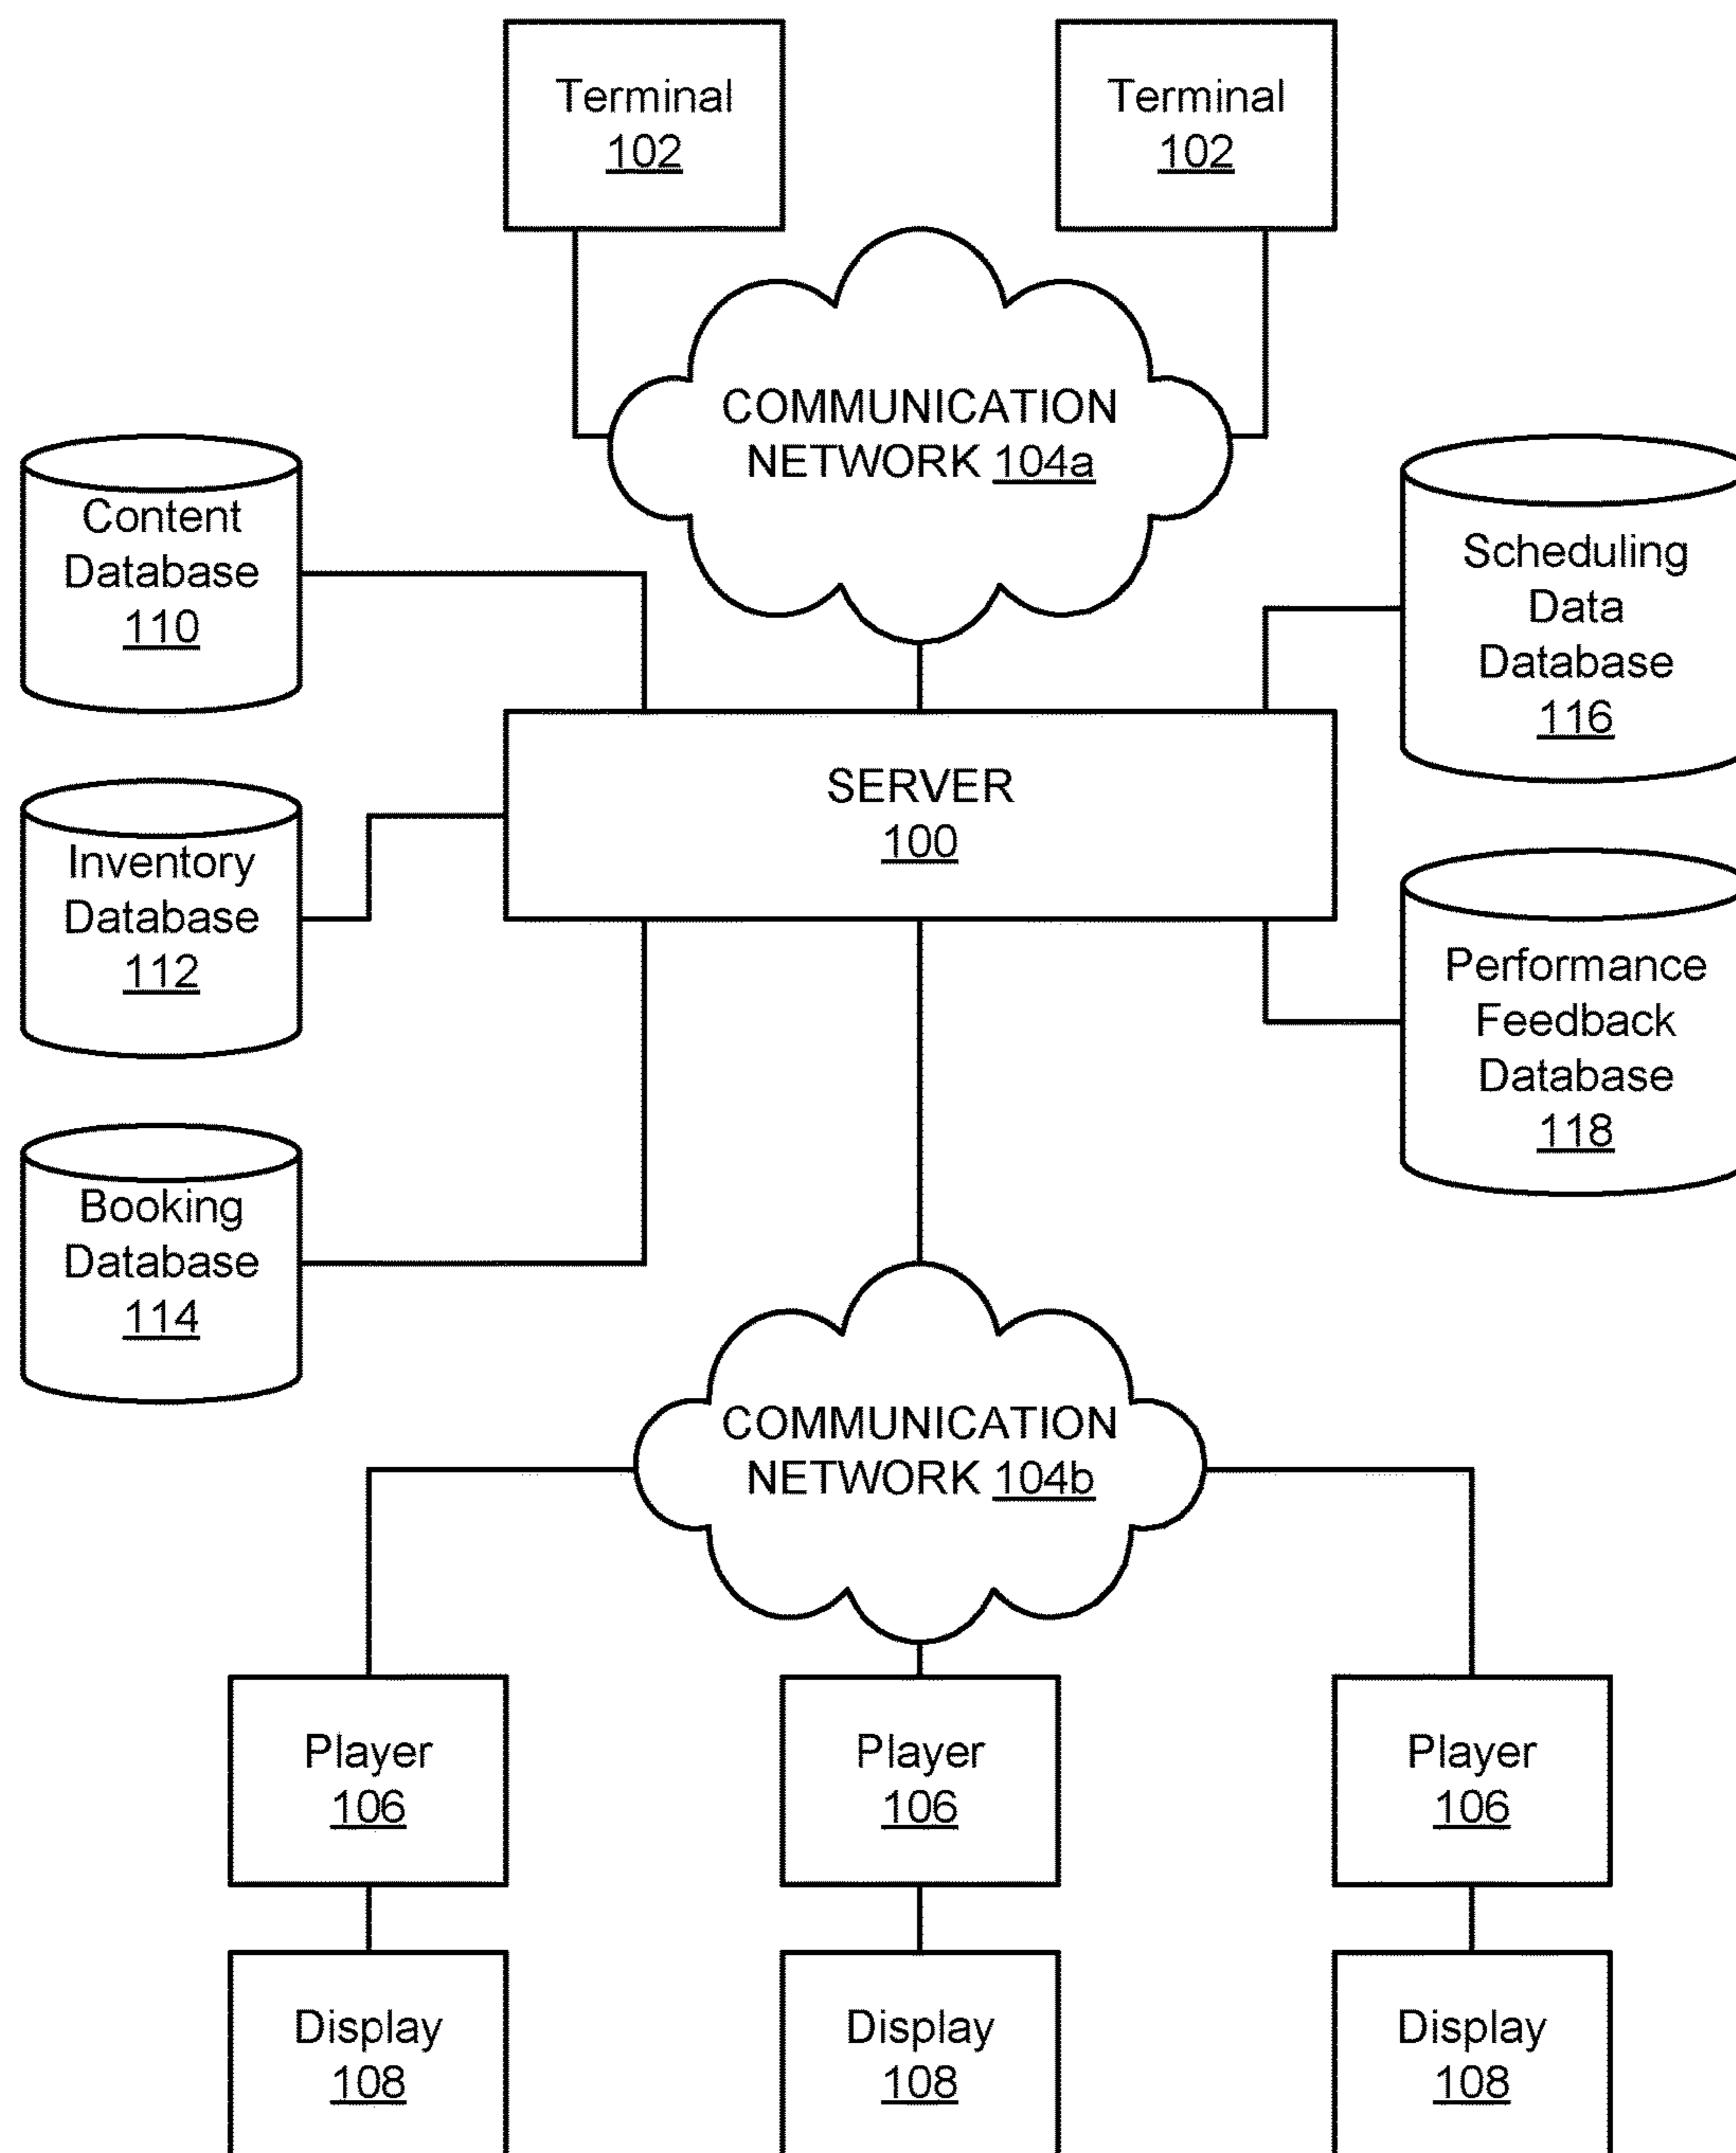 Terminal
102
Terminal
102
COMMUNICATION
NETWORK 104a
Content
Database
110
Scheduling
Data
Database
116
SERVER
100
Inventory
Database
112
Performance
Feedback
Database
118
Booking
Database
114
COMMUNICATION
NETWORK 104b
Player
106
Player
106
Player
106
Display
108
Display
108
Display
108